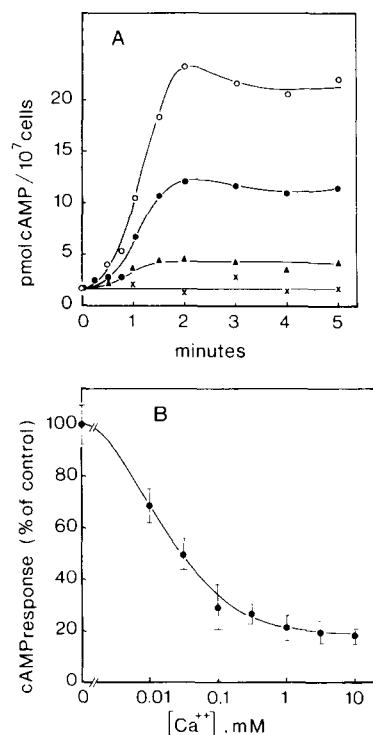 A
pmol cAMP / 10⁷ cells
20
15
10
5
0
0 1 2 3 4 5
minutes
B
cAMP response (% of control)
100
80
60
40
20
0
0 0.01 0.1 1 10
[Ca⁺⁺] , mM